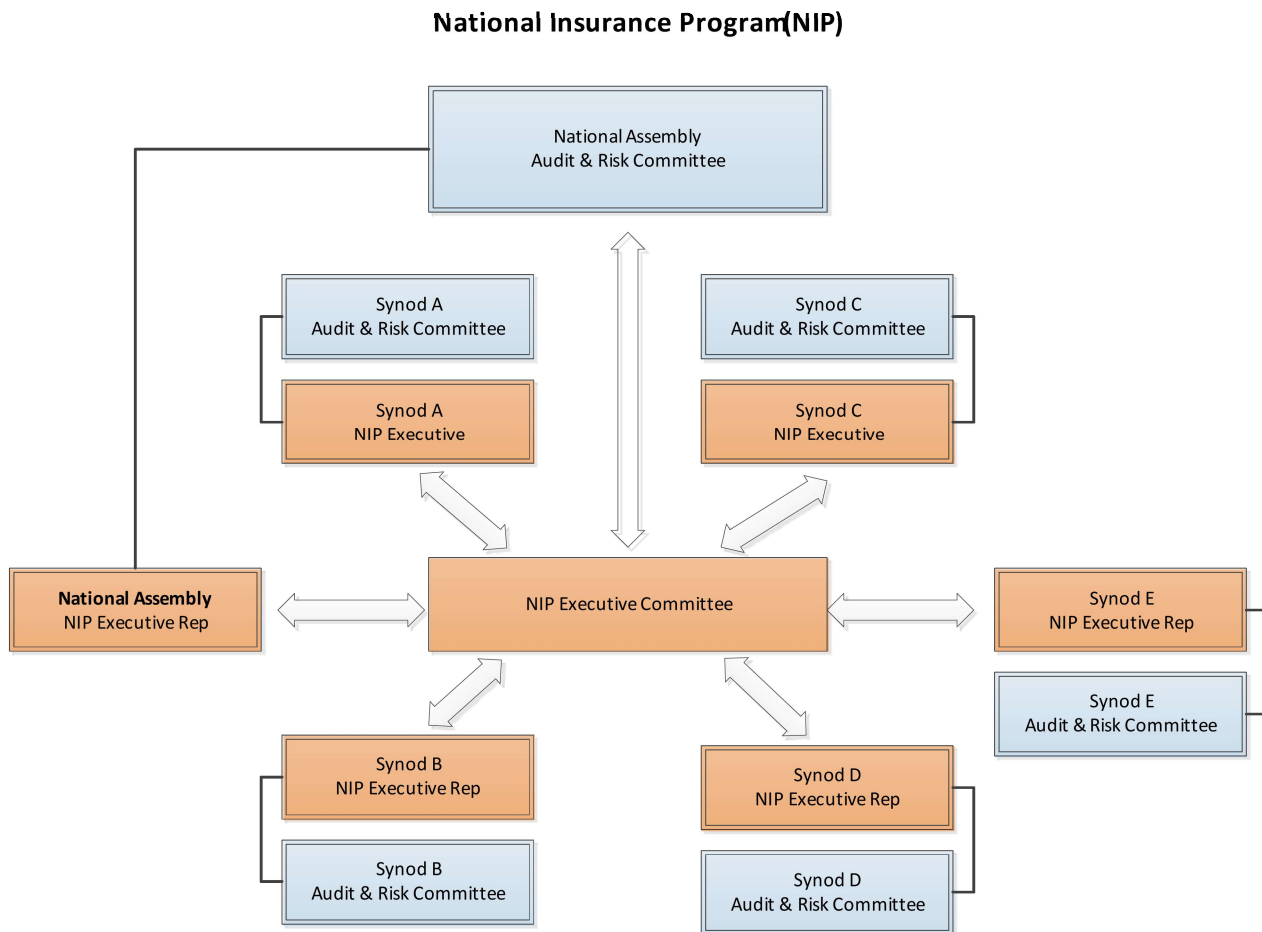 National Insurance Program(NIP)
National Assembly
Audit & Risk Committee
Synod A
Audit & Risk Committee
Synod C
Audit & Risk Committee
Synod A
NIP Executive
Synod C
NIP Executive
National Assembly
NIP Executive Rep
NIP Executive Committee
Synod E
NIP Executive Rep
Synod E
Audit & Risk Committee
Synod B
NIP Executive Rep
Synod D
NIP Executive Rep
Synod B
Audit & Risk Committee
Synod D
Audit & Risk Committee